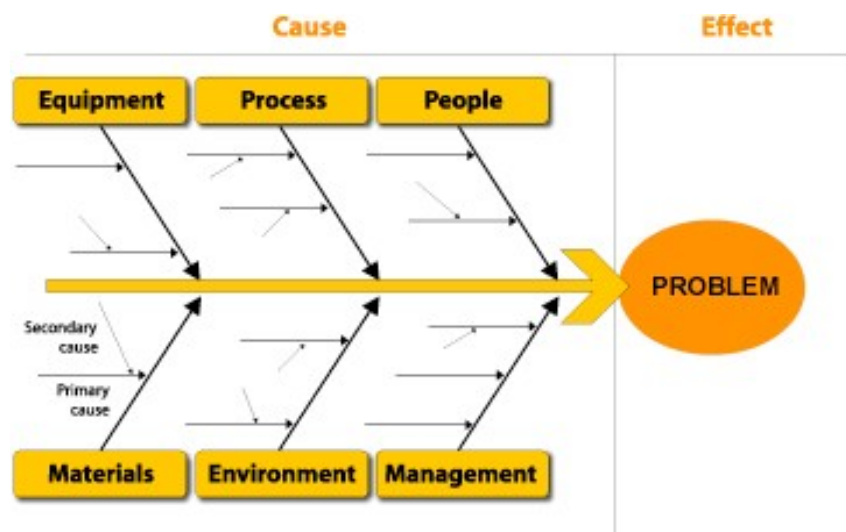 Cause
Effect
Equipment
Process
People
PROBLEM
Secondary
cause
Primary
cause
Materials
Environment
Management